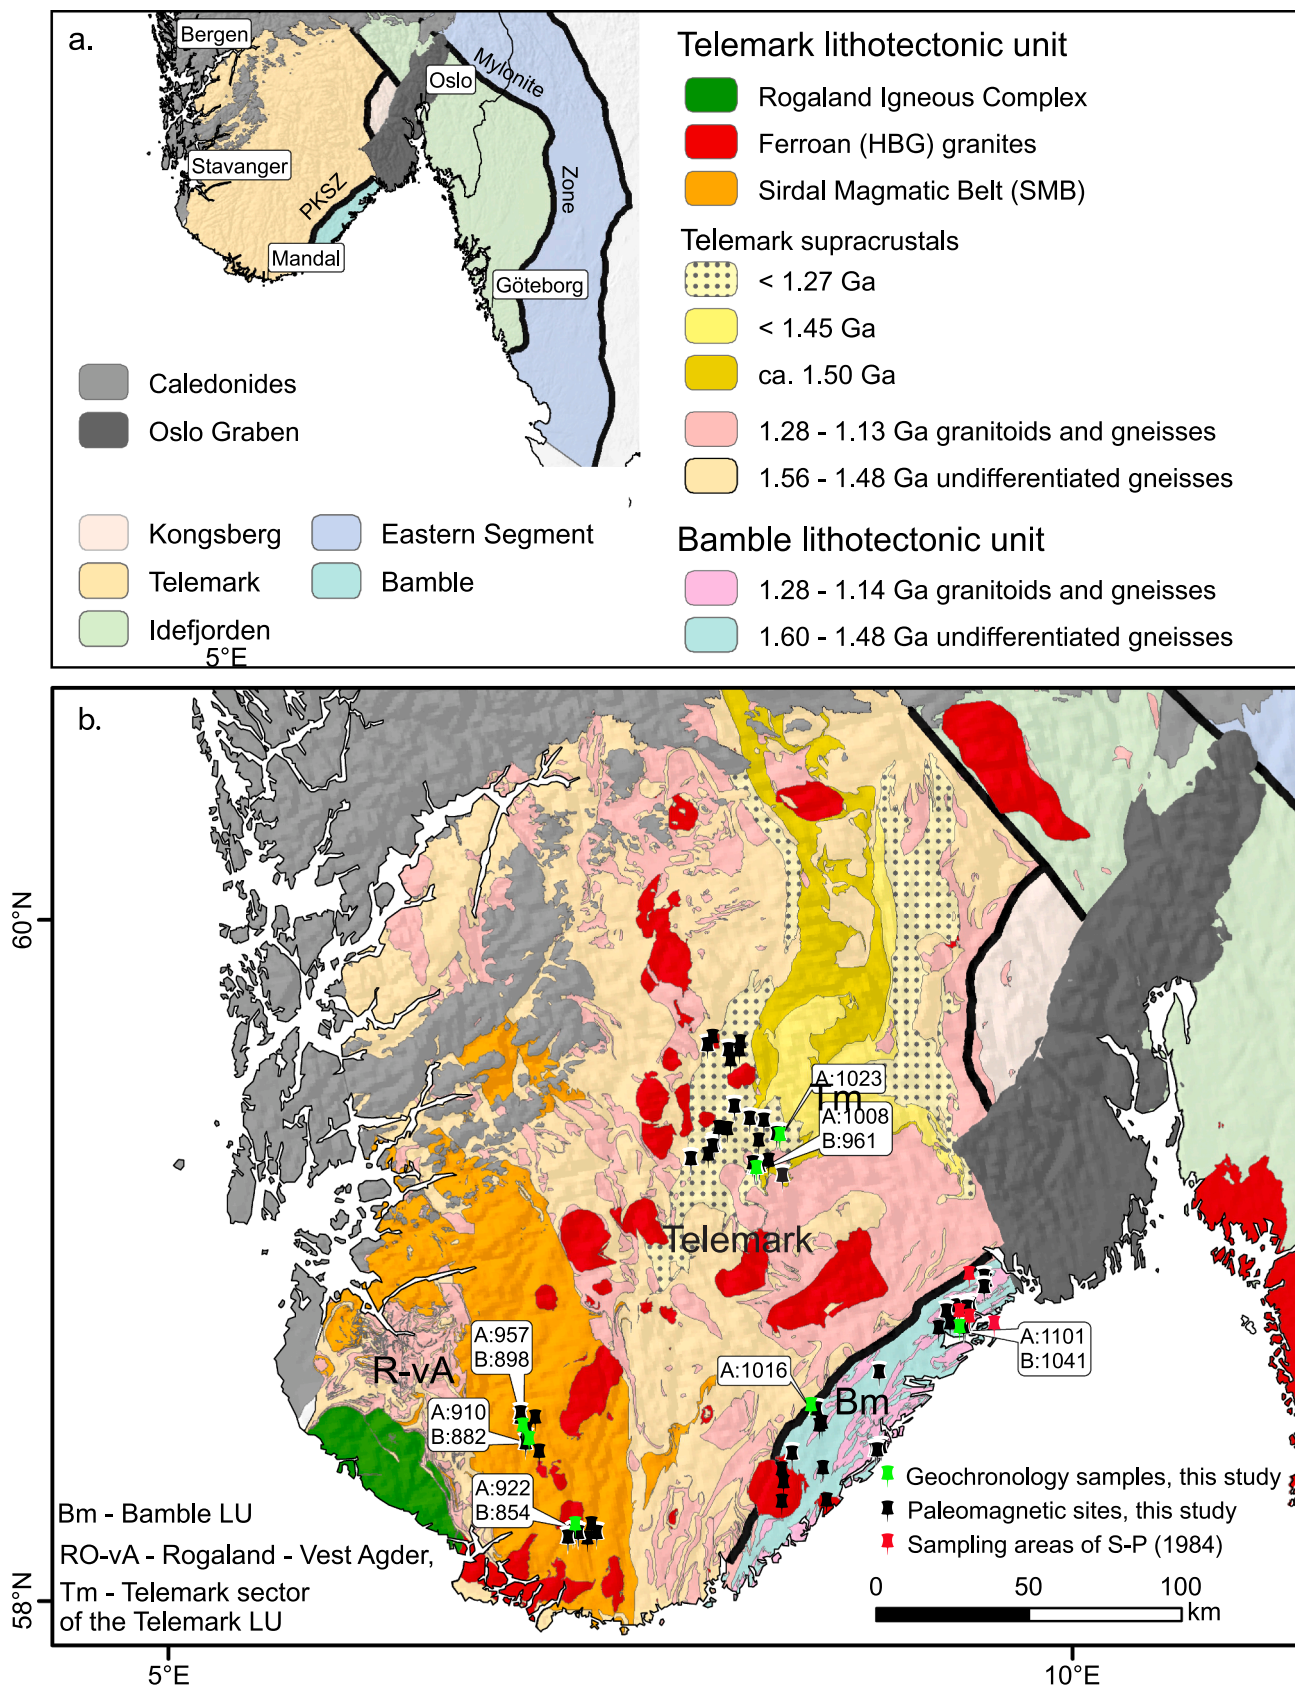 a.
Bergen
Oslo
Mylonite
Zone
Stavanger
PKSZ
Mandal
Göteborg
Caledonides
Oslo Graben
Kongsberg
Eastern Segment
Telemark
Bamble
Idefjorden
5°E
Telemark lithotectonic unit
Rogaland Igneous Complex
Ferroan (HBG) granites
Sirdal Magmatic Belt (SMB)
Telemark supracrustals
< 1.27 Ga
< 1.45 Ga
ca. 1.50 Ga
1.28 - 1.13 Ga granitoids and gneisses
1.56 - 1.48 Ga undifferentiated gneisses
Bamble lithotectonic unit
1.28 - 1.14 Ga granitoids and gneisses
1.60 - 1.48 Ga undifferentiated gneisses
b.
60°N
A:1023
Tm
A:1008
B:961
Telemark
A:957
B:898
R-vA
A:910
B:882
A:922
B:854
A:1016
Bm
A:1101
B:1041
Geochronology samples, this study
Paleomagnetic sites, this study
Sampling areas of S-P (1984)
Bm - Bamble LU
RO-vA - Rogaland - Vest Agder,
Tm - Telemark sector
of the Telemark LU
0 50 100
km
58°N
5°E
10°E